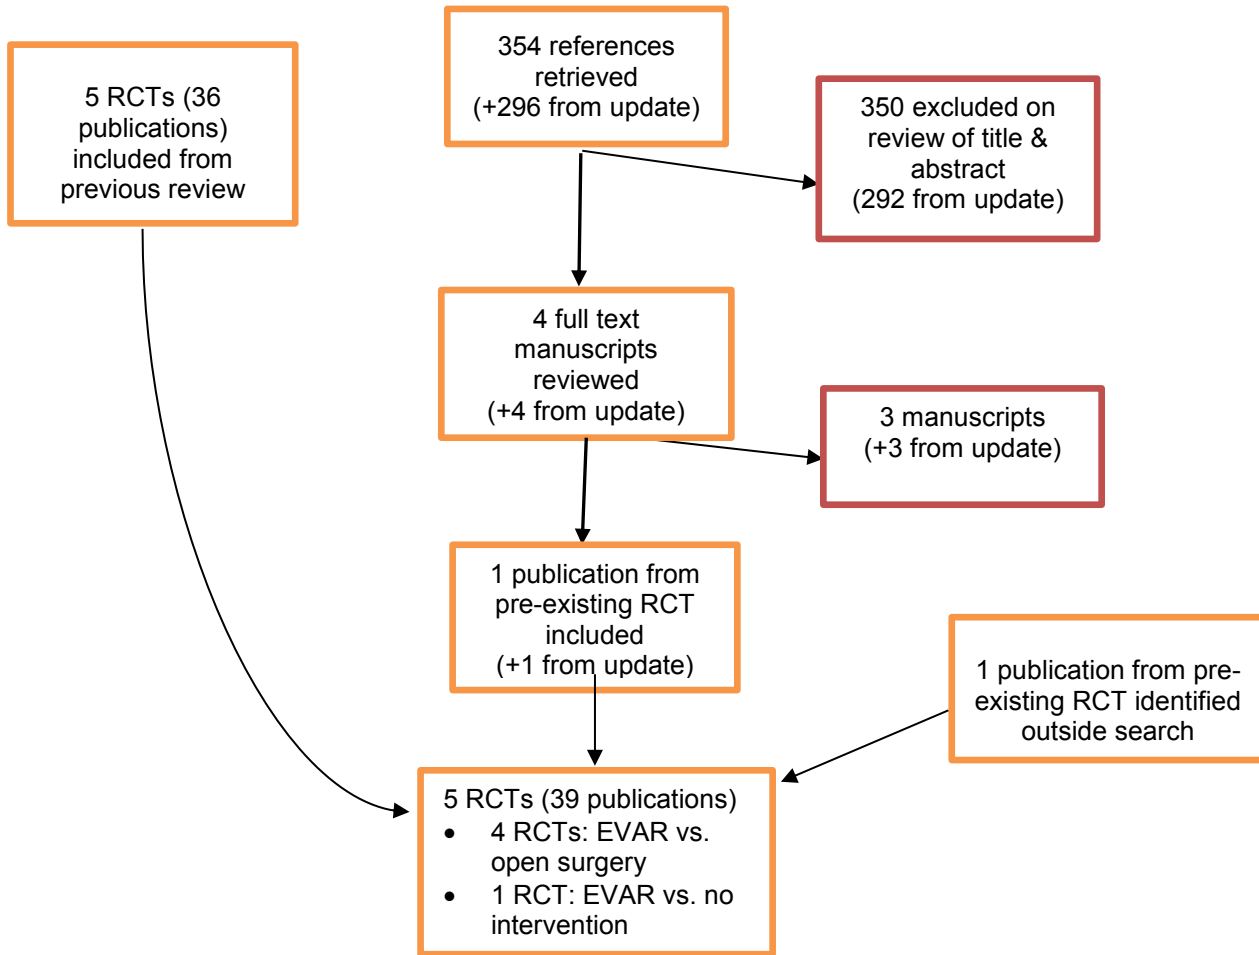 354 references
retrieved
(+296 from update)
5 RCTs (36
publications)
included from
previous review
350 excluded on
review of title &
abstract
(292 from update)
4 full text
manuscripts
reviewed
(+4 from update)
3 manuscripts
(+3 from update)
1 publication from
pre-existing RCT
included
(+1 from update)
1 publication from pre-
existing RCT identified
outside search
5 RCTs (39 publications)
• 4 RCTs: EVAR vs.
open surgery
• 1 RCT: EVAR vs. no
intervention